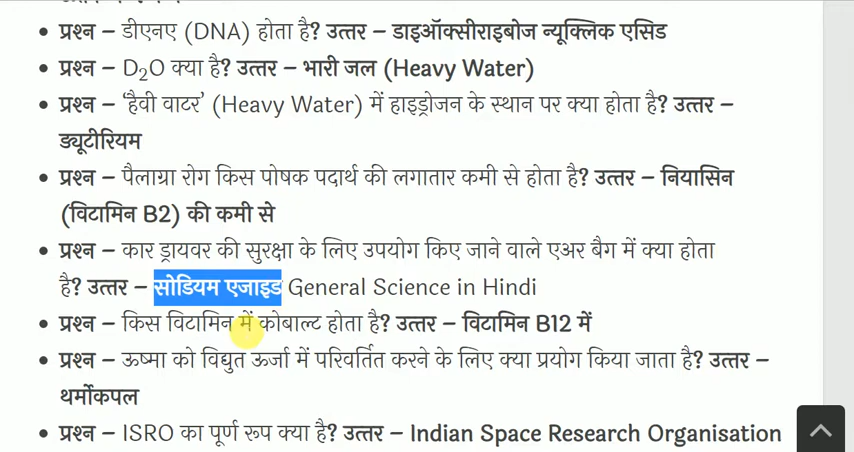 प्रश्न – डीएनए (DNA) होता है? उत्तर – डाइऑक्सीराइबोज न्यूक्लिक एसिड
प्रश्न – D₂O क्या है? उत्तर – भारी जल (Heavy Water)
प्रश्न – ‘हैवी वाटर’ (Heavy Water) में हाइड्रोजन के स्थान पर क्या होता है? उत्तर –
ड्यूटीरियम
प्रश्न – पैलाग्रा रोग किस पोषक पदार्थ की लगातार कमी से होता है? उत्तर – नियासिन
(विटामिन B2) की कमी से
प्रश्न – कार ड्रायवर की सुरक्षा के लिए उपयोग किए जाने वाले एअर बैग में क्या होता
है? उत्तर – सोडियम एजाइड General Science in Hindi
प्रश्न – किस विटामिन में कोबाल्ट होता है? उत्तर – विटामिन B12 में
प्रश्न – ऊष्मा को विद्युत ऊर्जा में परिवर्तित करने के लिए क्या प्रयोग किया जाता है? उत्तर –
थर्मोकपल
प्रश्न – ISRO का पूर्ण रूप क्या है? उत्तर – Indian Space Research Organisation